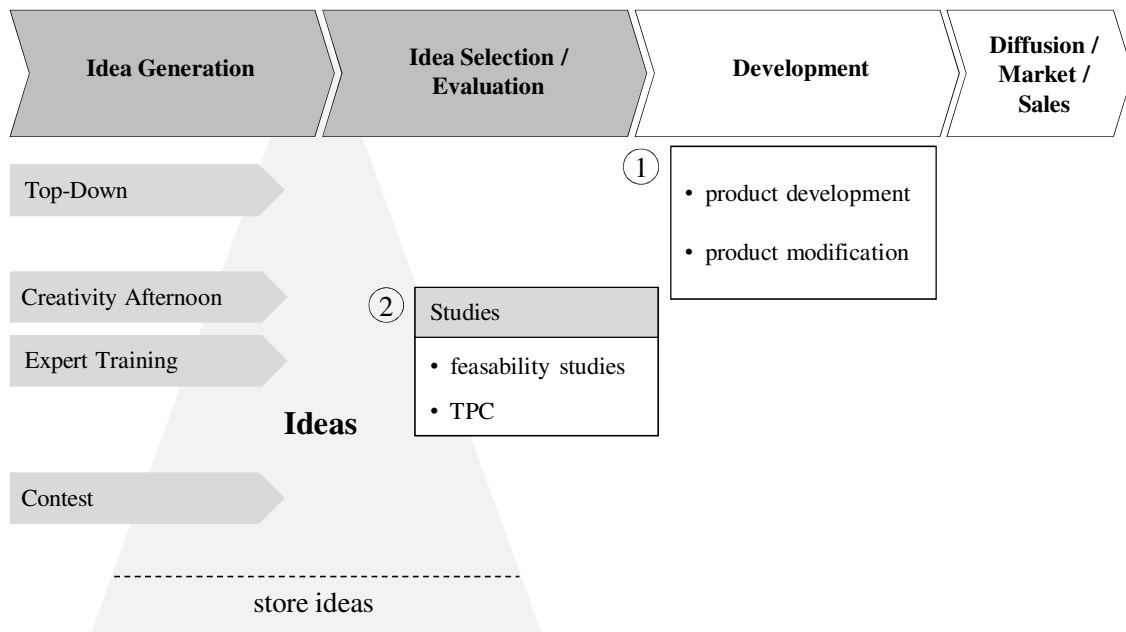 Idea Generation
Idea Selection /
Evaluation
Development
Diffusion /
Market /
Sales
Top-Down
Creativity Afternoon
Expert Training
Contest
Ideas
store ideas
1
• product development
• product modification
2
Studies
• feasability studies
• TPC